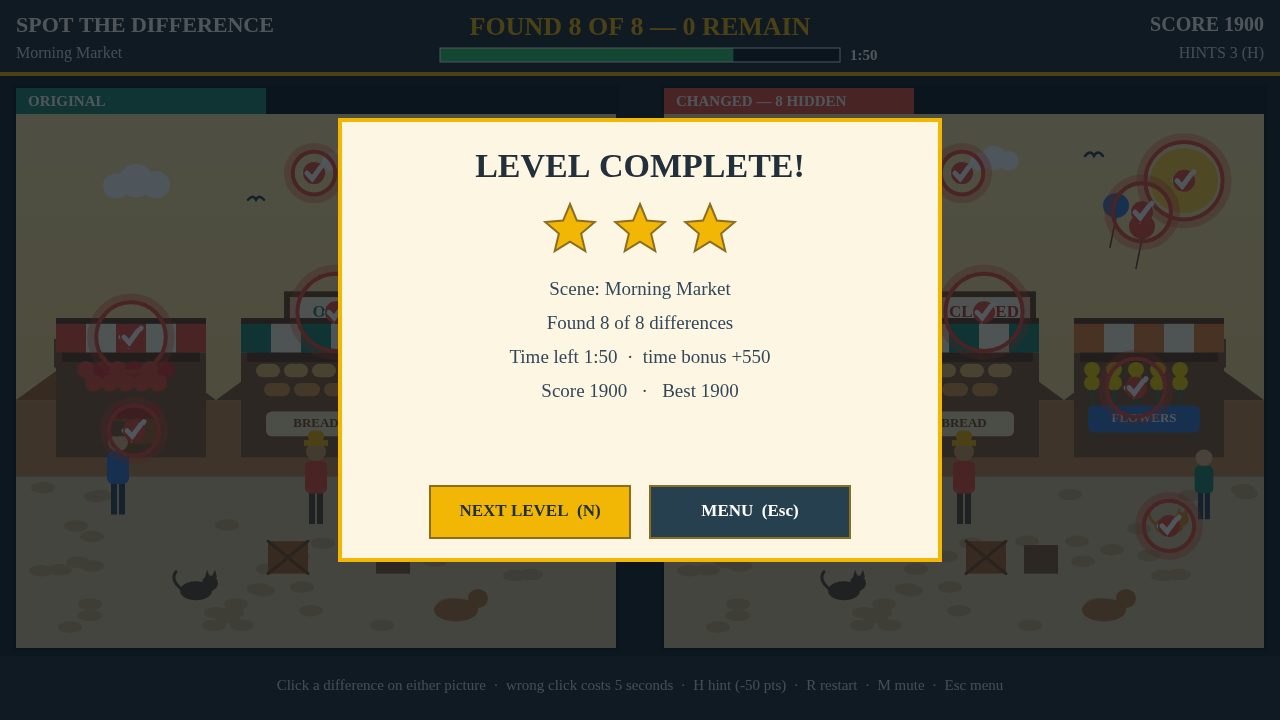 SPOT THE DIFFERENCE
Morning Market
FOUND 8 OF 8 — 0 REMAIN
1:50
SCORE 1900
HINTS 3 (H)
ORIGINAL
CHANGED — 8 HIDDEN
LEVEL COMPLETE!
Scene: Morning Market
Found 8 of 8 differences
Time left 1:50 · time bonus +550
Score 1900 · Best 1900
NEXT LEVEL (N)
MENU (Esc)
BREAD
BREAD
FLOWERS
Click a difference on either picture · wrong click costs 5 seconds · H hint (-50 pts) · R restart · M mute · Esc menu